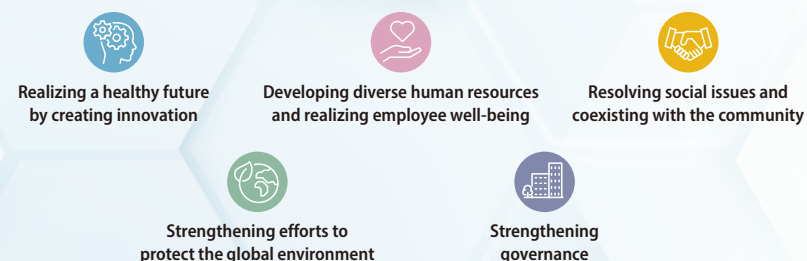 Realizing a healthy future
by creating innovation
Developing diverse human resources
and realizing employee well-being
Resolving social issues and
coexisting with the community
Strengthening efforts to
protect the global environment
Strengthening
governance